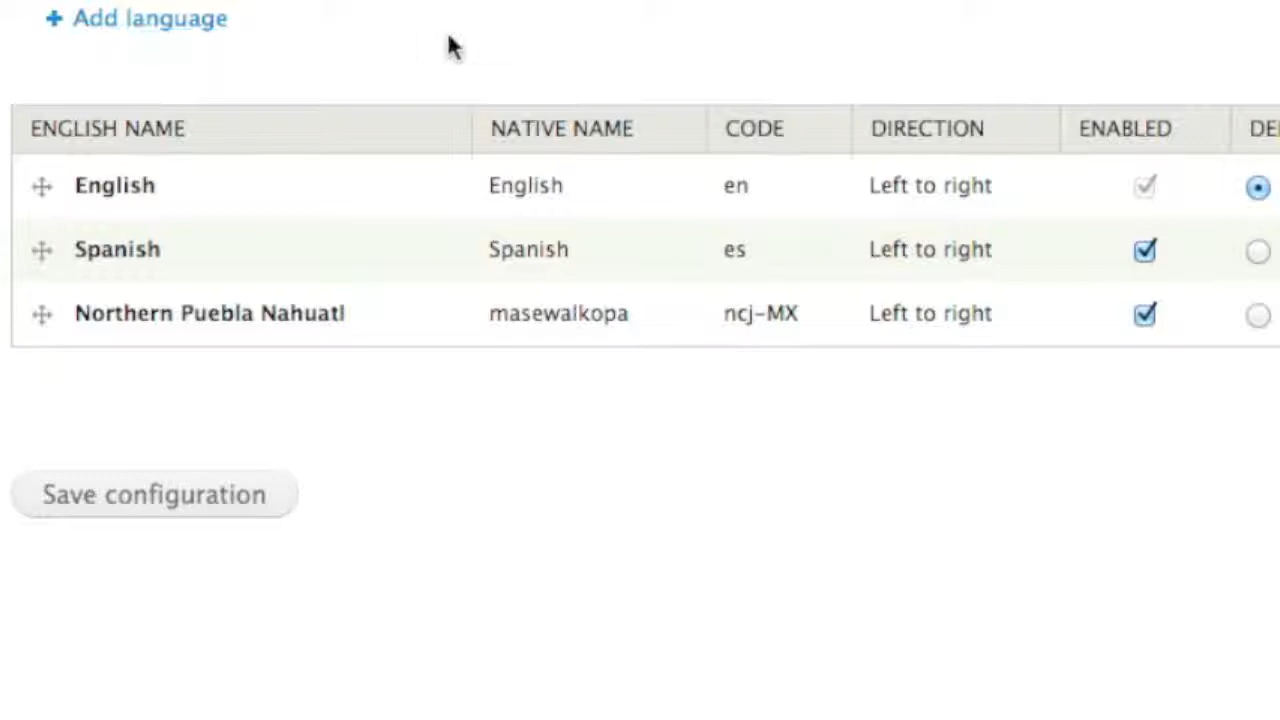 + Add language
ENGLISH NAME NATIVE NAME CODE DIRECTION ENABLED
English English en Left to right
Spanish Spanish es Left to right
Northern Puebla Nahuatl masewalkopa ncj-MX Left to right
Save configuration